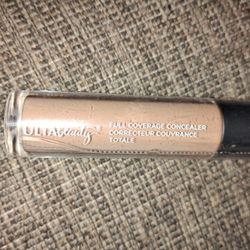 ULTA beauty
FULL COVERAGE CONCEALER
CORRECTEUR COUVRANCE
TOTALE